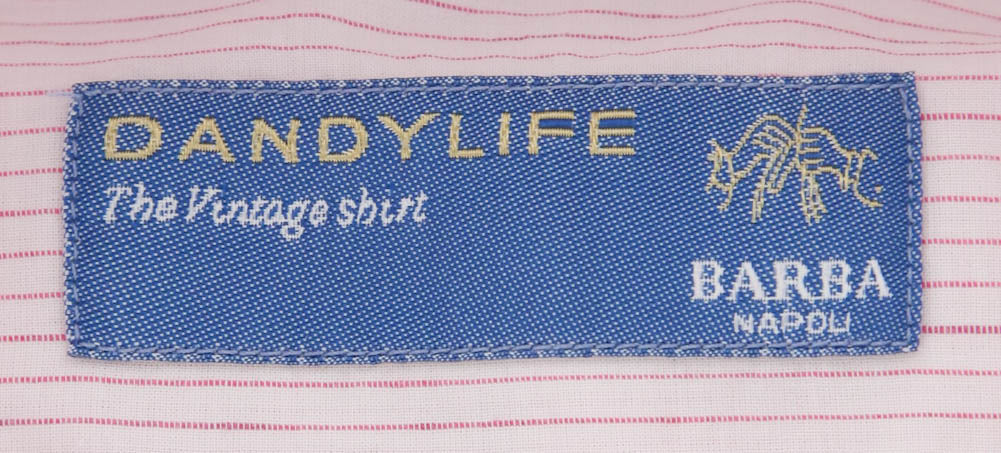 DANDYLIFE
The Vintage shirt
BARBA
NAPOLI